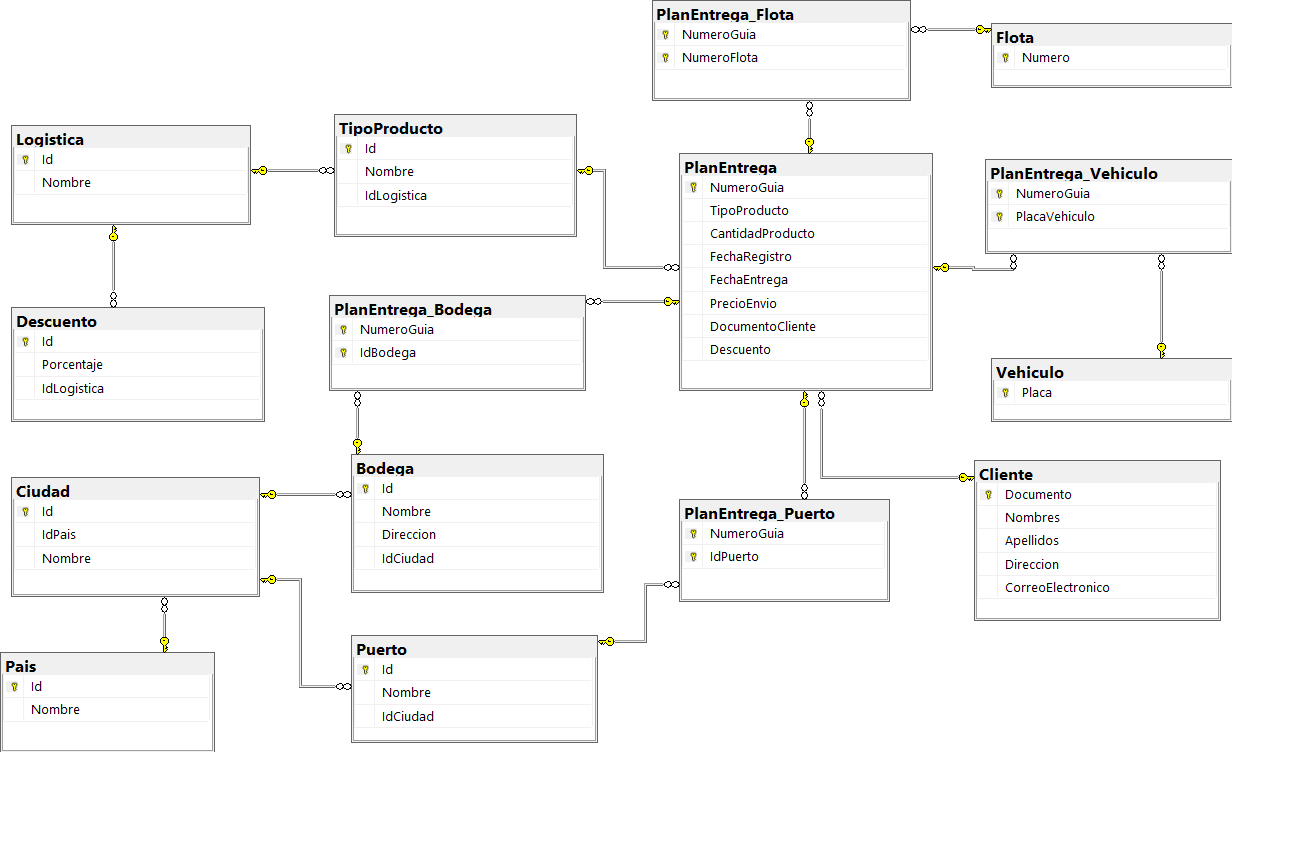 PlanEntrega_Flota
NumeroGuia
NumeroFlota
Flota
Numero
Logistica
Id
Nombre
TipoProducto
Id
Nombre
IdLogistica
PlanEntrega
NumeroGuia
TipoProducto
CantidadProducto
FechaRegistro
FechaEntrega
PrecioEnvio
DocumentoCliente
Descuento
PlanEntrega_Vehiculo
NumeroGuia
PlacaVehiculo
Descuento
Id
Porcentaje
IdLogistica
PlanEntrega_Bodega
NumeroGuia
IdBodega
Vehiculo
Placa
Ciudad
Id
IdPais
Nombre
Bodega
Id
Nombre
Direccion
IdCiudad
PlanEntrega_Puerto
NumeroGuia
IdPuerto
Cliente
Documento
Nombres
Apellidos
Direccion
CorreoElectronico
Pais
Id
Nombre
Puerto
Id
Nombre
IdCiudad